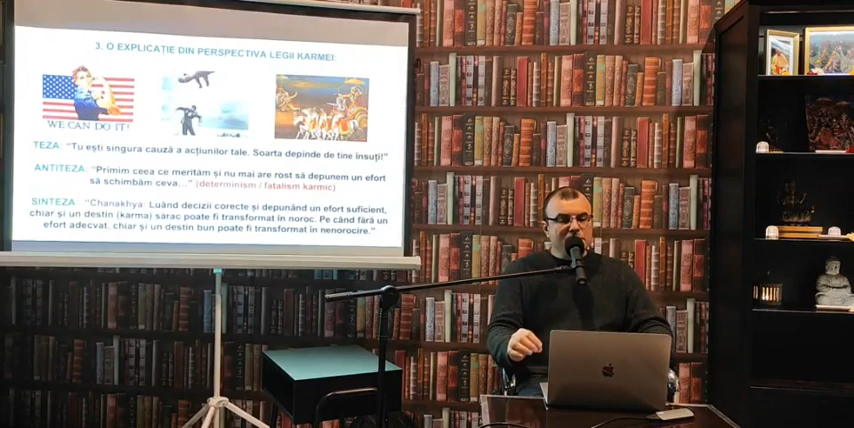 3. O EXPLICAȚIE DIN PERSPECTIVA LEGII KARMEI:
WE CAN DO IT!
TEZA: "Tu ești singura cauză a acțiunilor tale. Soarta depinde de tine însuți!"
ANTITEZA: "Primim ceea ce merităm și nu mai are rost să depunem un efort
să schimbăm ceva…" (determinism / fatalism karmic)
SINTEZA "Chanakhya: Luând decizii corecte și depunând un efort suficient,
chiar și un destin (karma) sărac poate fi transformat în noroc. Pe când fără un
efort adecvat, chiar și un destin bun poate fi transformat în nenorocire."